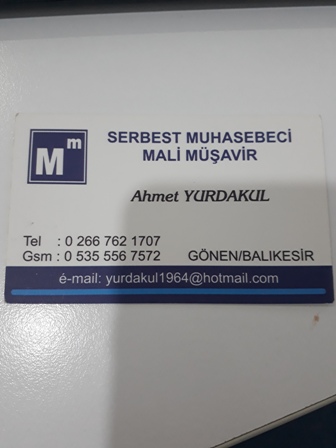 Mm
SERBEST MUHASEBECİ
MALİ MÜŞAVİR
Ahmet YURDAKUL
Tel : 0 266 762 1707
Gsm : 0 535 556 7572 GÖNEN/BALIKESİR
é-mail: yurdakul1964@hotmail.com